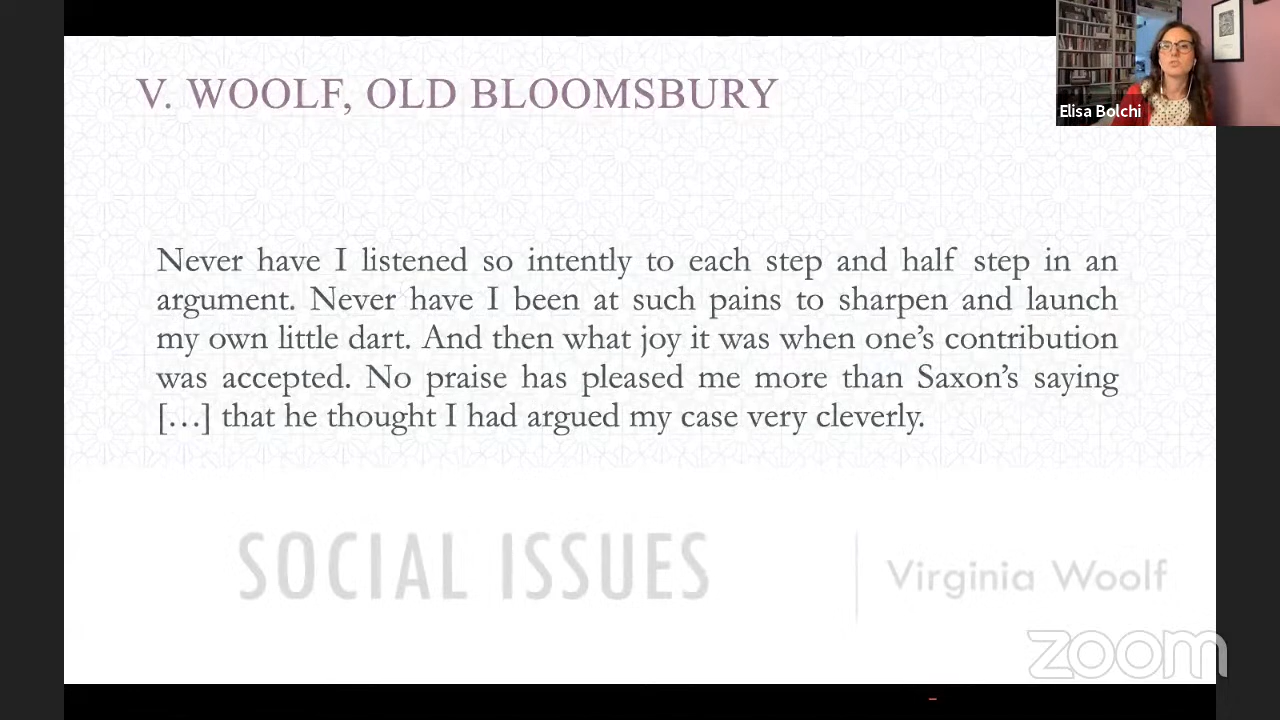 V. WOOLF, OLD BLOOMSBURY
Elisa Bolchi
Never have I listened so intently to each step and half step in an
argument. Never have I been at such pains to sharpen and launch
my own little dart. And then what joy it was when one’s contribution
was accepted. No praise has pleased me more than Saxon’s saying
[…] that he thought I had argued my case very cleverly.
SOCIAL ISSUES
Virginia Woolf
zoom